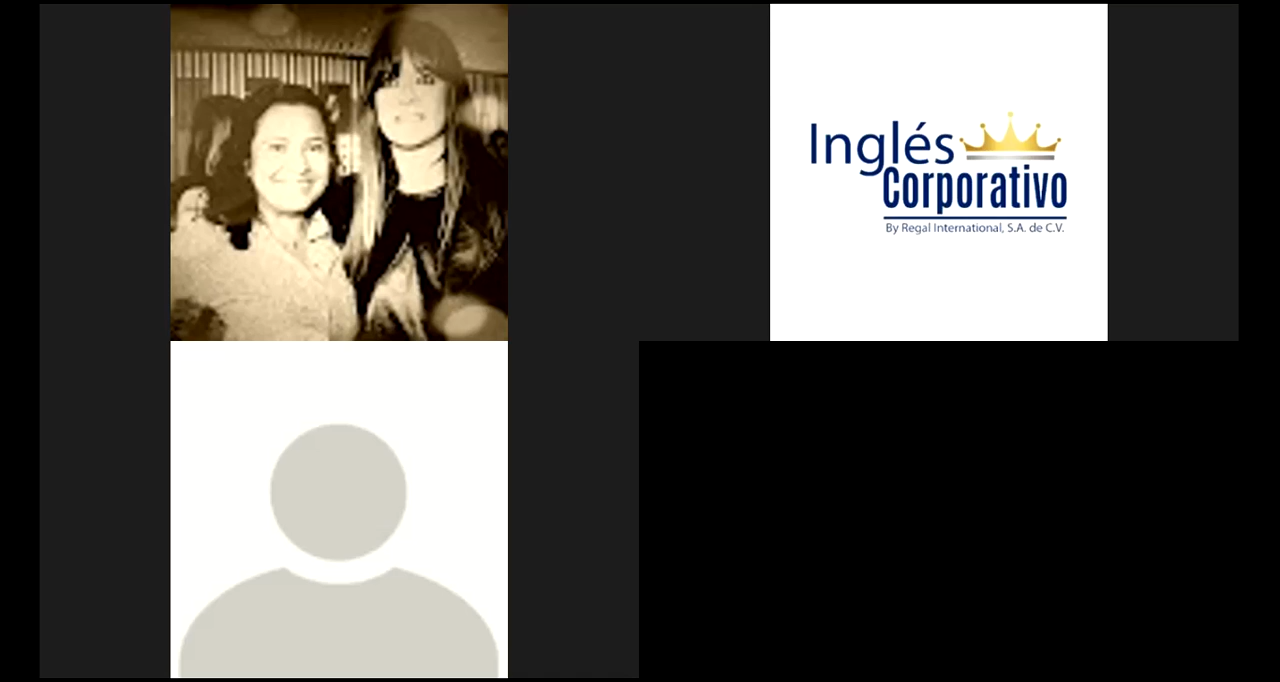 Inglés
Corporativo
By Regal International, S.A. de C.V.